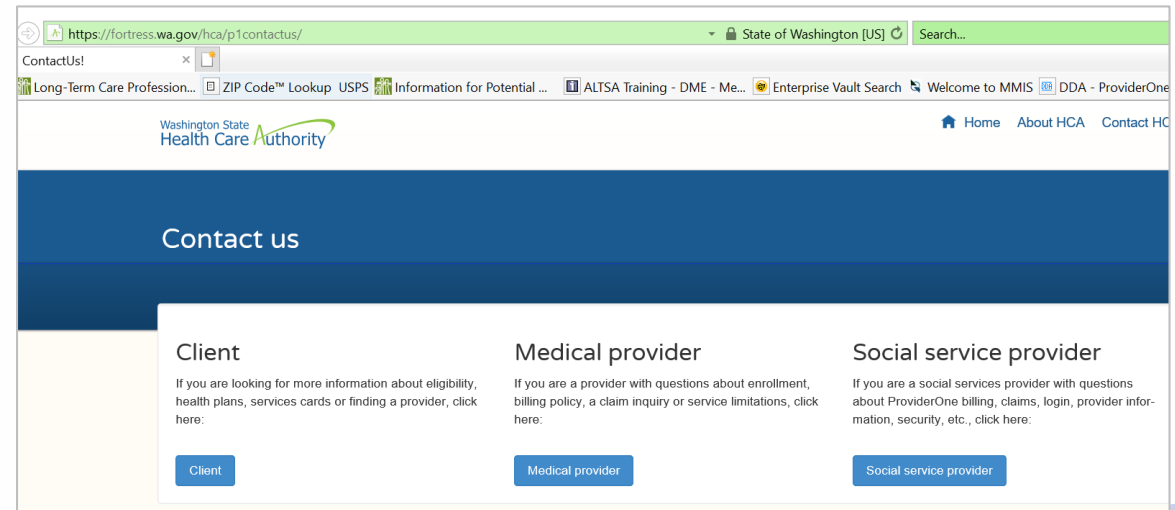 https://fortress.wa.gov/hca/p1contactus/ State of Washington [US] Search...
ContactUs! ×
Long-Term Care Profession... ZIP Code™ Lookup USPS Information for Potential ... ALTSA Training - DME - Me... Enterprise Vault Search Welcome to MMIS DDA - ProviderOne
Washington State
Health Care Authority
Home About HCA Contact HC
Contact us
Client
If you are looking for more information about eligibility,
health plans, services cards or finding a provider, click
here:
Client
Medical provider
If you are a provider with questions about enrollment,
billing policy, a claim inquiry or service limitations, click
here:
Medical provider
Social service provider
If you are a social services provider with questions
about ProviderOne billing, claims, login, provider infor-
mation, security, etc., click here:
Social service provider